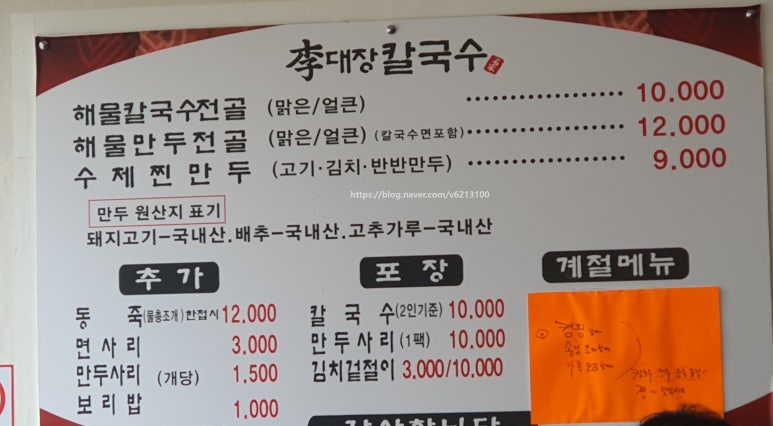 李대장칼국수
해물칼국수전골 (맑은/얼큰) 10.000
해물만두전골 (맑은/얼큰) (칼국수면포함) 12.000
수제찐만두 (고기·김치·반반만두) 9.000
https://blog.naver.com/v6213100
만두 원산지 표기
돼지고기-국내산.배추-국내산.고추가루-국내산
추가
동죽(물총조개)한접시 12.000
면사리 3.000
만두사리 (개당) 1.500
보리밥 1.000
포장
칼국수(2인기준) 10.000
만두사리 (1팩) 10.000
김치겉절이 3.000/10.000
계절메뉴